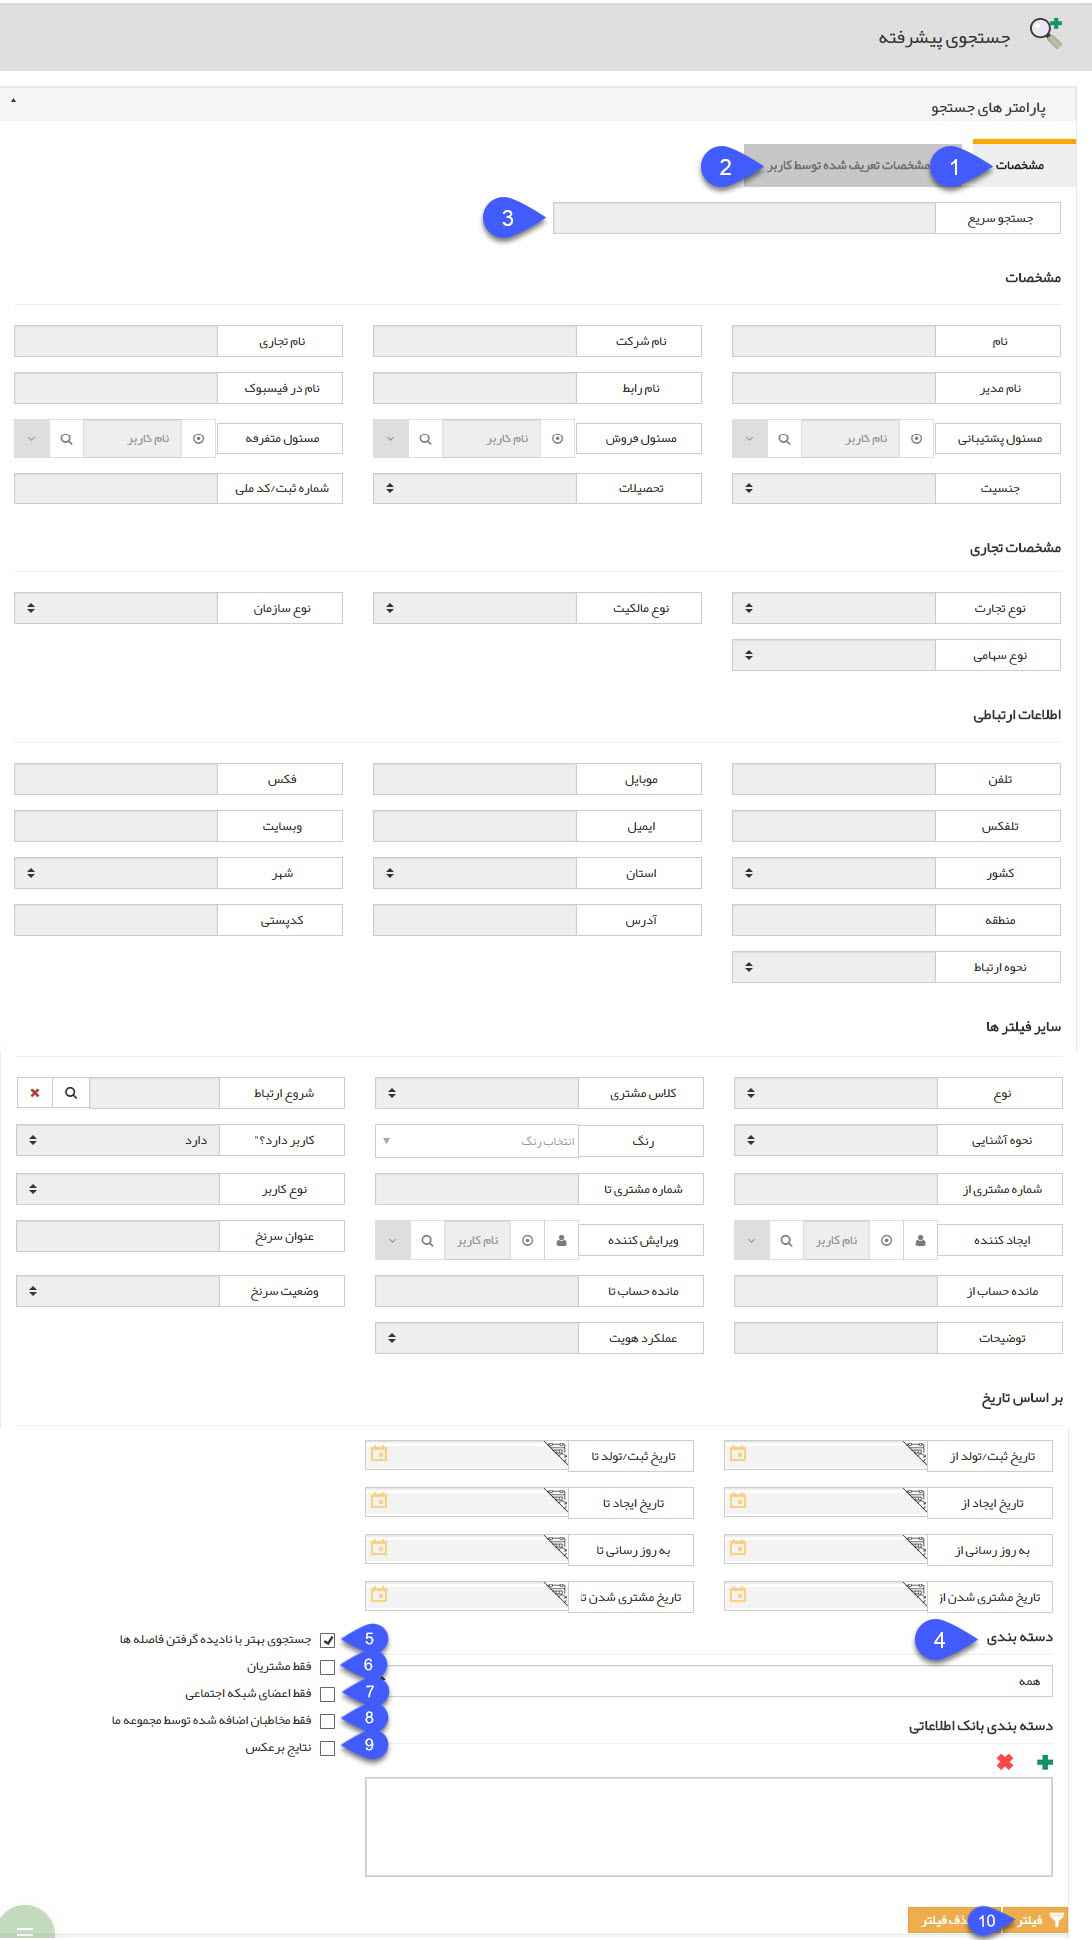 جستجوی پیشرفته
پارامتر های جستجو
مشخصات 1 مشخصات تعریف شده توسط کاربر 2
جستجو سریع 3
مشخصات
نام نام شرکت نام تجاری
نام مدیر نام رابط نام در فیسبوک
مسئول پشتیبانی نام کاربر مسئول فروش نام کاربر مسئول متفرقه نام کاربر
جنسیت تحصیلات شماره ثبت/کد ملی
مشخصات تجاری
نوع تجارت نوع مالکیت نوع سازمان
نوع سهامی
اطلاعات ارتباطی
تلفن موبایل فکس
تلفکس ایمیل وبسایت
کشور استان شهر
منطقه آدرس کدپستی
نحوه ارتباط
سایر فیلتر ها
نوع کلاس مشتری شروع ارتباط
نحوه آشنایی رنگ انتخاب رنگ کاربر دارد؟" دارد
شماره مشتری از شماره مشتری تا نوع کاربر
ایجاد کننده نام کاربر ویرایش کننده نام کاربر عنوان سرنخ
مانده حساب از مانده حساب تا وضعیت سرنخ
توضیحات عملکرد هویت
بر اساس تاریخ
تاریخ ثبت/تولد از تاریخ ثبت/تولد تا
تاریخ ایجاد از تاریخ ایجاد تا
به روز رسانی از به روز رسانی تا
تاریخ مشتری شدن از تاریخ مشتری شدن تا
دسته بندی 4
همه
دسته بندی بانک اطلاعاتی
5 جستجوی بهتر با نادیده گرفتن فاصله ها
6 فقط مشتریان
7 فقط اعضای شبکه اجتماعی
8 فقط مخاطبان اضافه شده توسط مجموعه ما
9 نتایج برعکس
فیلتر 10 ذف فیلتر